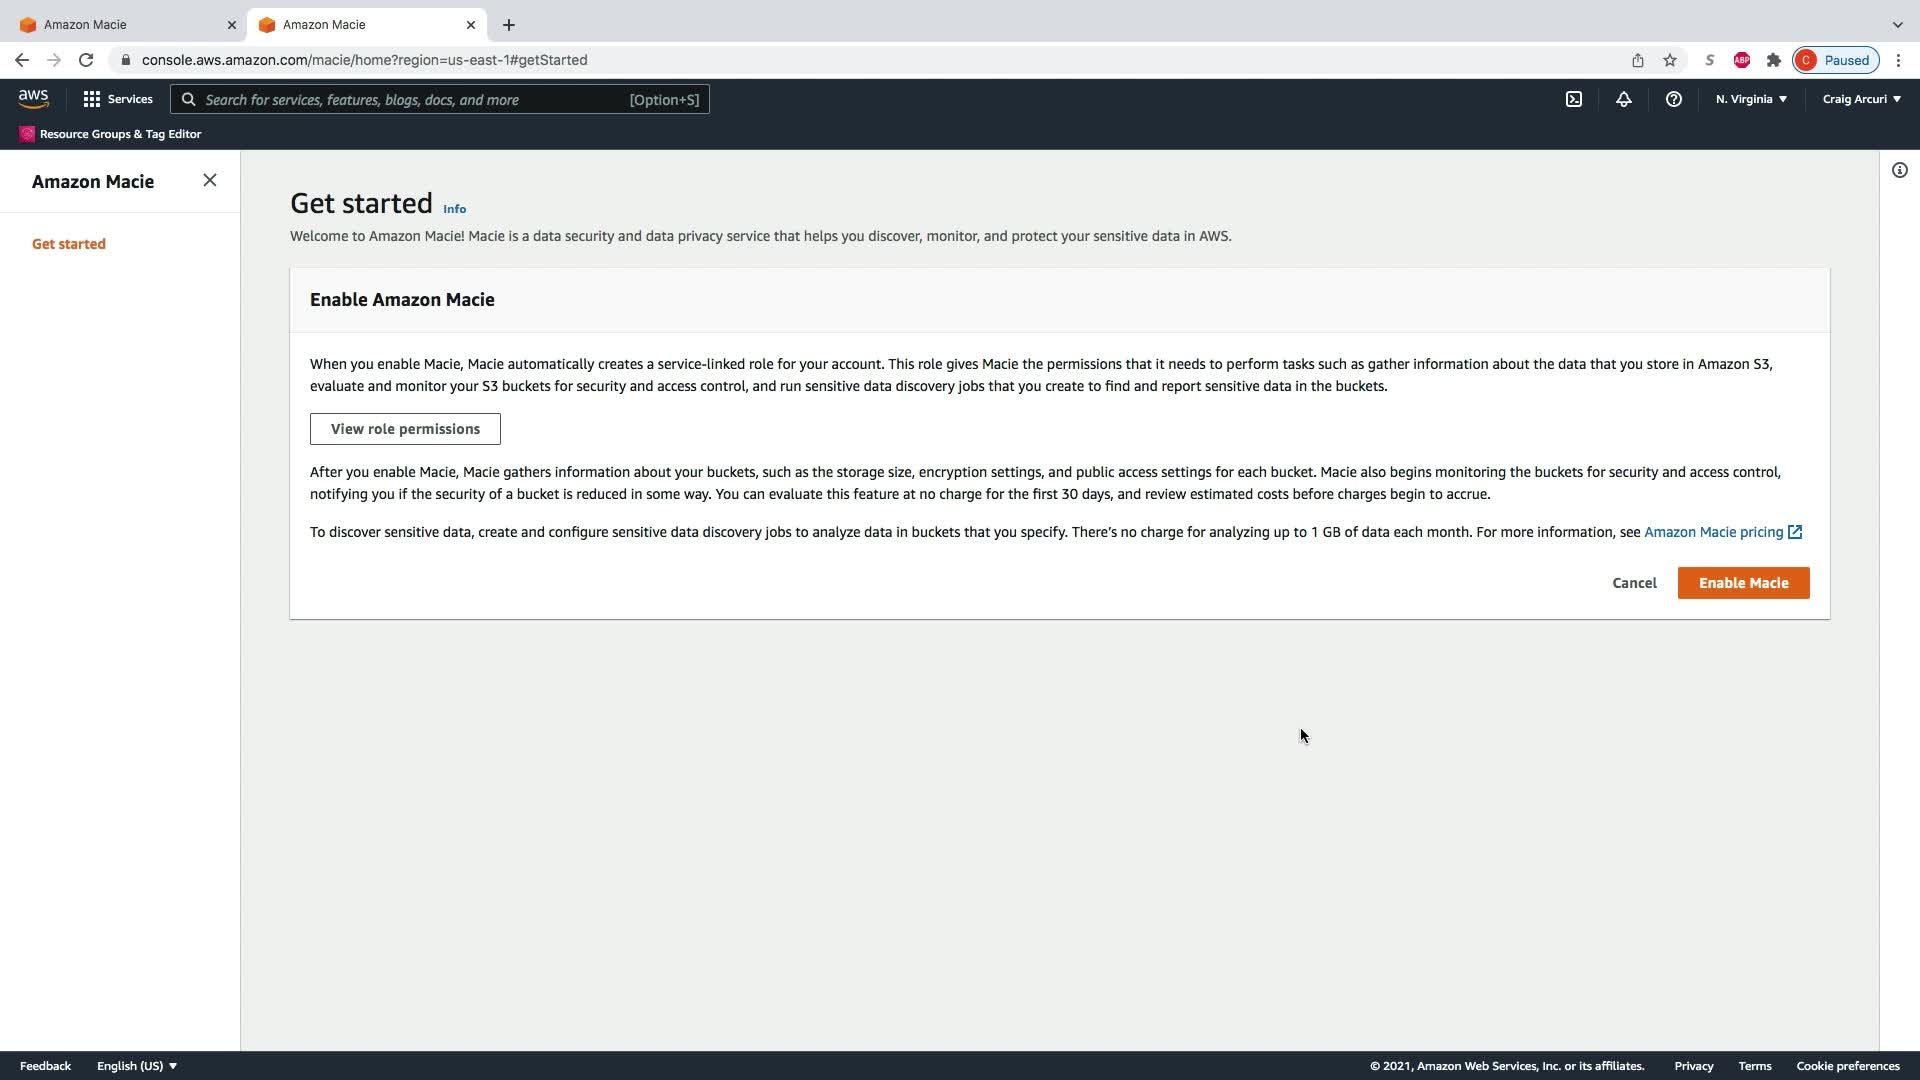 Amazon Macie
Amazon Macie
console.aws.amazon.com/macie/home?region=us-east-1#getStarted
S
ABP
C
Paused
aws
Services
Search for services, features, blogs, docs, and more
[Option+S]
N. Virginia
Craig Arcuri
Resource Groups & Tag Editor
Amazon Macie
Get started
Get started Info
Welcome to Amazon Macie! Macie is a data security and data privacy service that helps you discover, monitor, and protect your sensitive data in AWS.
Enable Amazon Macie
When you enable Macie, Macie automatically creates a service-linked role for your account. This role gives Macie the permissions that it needs to perform tasks such as gather information about the data that you store in Amazon S3,
evaluate and monitor your S3 buckets for security and access control, and run sensitive data discovery jobs that you create to find and report sensitive data in the buckets.
View role permissions
After you enable Macie, Macie gathers information about your buckets, such as the storage size, encryption settings, and public access settings for each bucket. Macie also begins monitoring the buckets for security and access control,
notifying you if the security of a bucket is reduced in some way. You can evaluate this feature at no charge for the first 30 days, and review estimated costs before charges begin to accrue.
To discover sensitive data, create and configure sensitive data discovery jobs to analyze data in buckets that you specify. There's no charge for analyzing up to 1 GB of data each month. For more information, see Amazon Macie pricing
Cancel
Enable Macie
Feedback
English (US)
© 2021, Amazon Web Services, Inc. or its affiliates.
Privacy
Terms
Cookie preferences